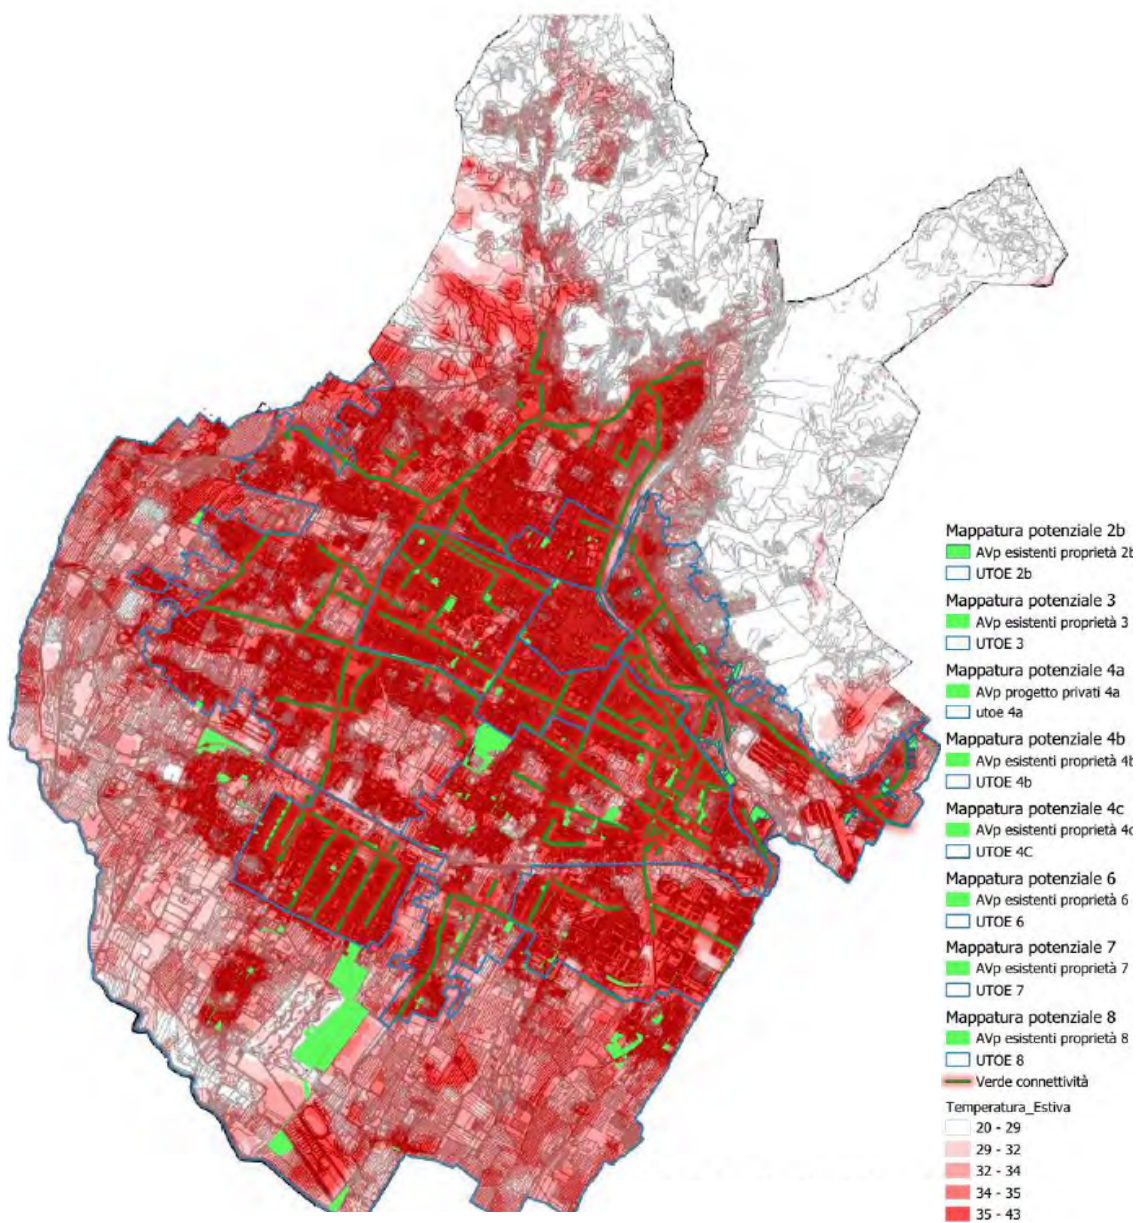 Mappatura potenziale 2b
AVp esistenti proprietà 2b
UTOE 2b
Mappatura potenziale 3
AVp esistenti proprietà 3
UTOE 3
Mappatura potenziale 4a
AVp progetto privati 4a
utoe 4a
Mappatura potenziale 4b
AVp esistenti proprietà 4b
UTOE 4b
Mappatura potenziale 4c
AVp esistenti proprietà 4c
UTOE 4C
Mappatura potenziale 6
AVp esistenti proprietà 6
UTOE 6
Mappatura potenziale 7
AVp esistenti proprietà 7
UTOE 7
Mappatura potenziale 8
AVp esistenti proprietà 8
UTOE 8
Verde connettività
Temperatura_Estiva
20 - 29
29 - 32
32 - 34
34 - 35
35 - 43